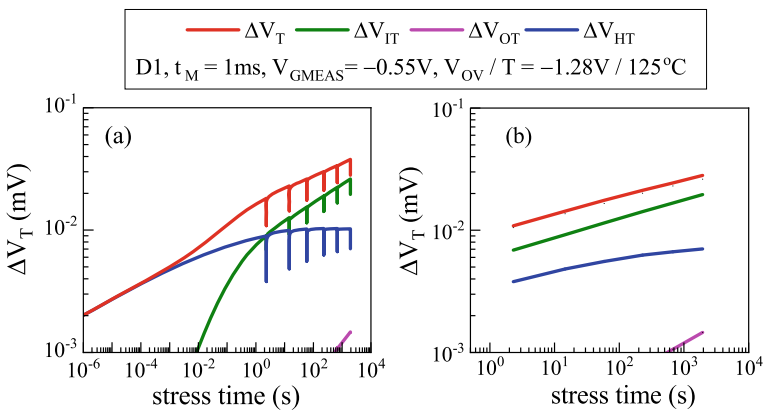 ΔV_T ΔV_IT ΔV_OT ΔV_HT
D1, t_M = 1ms, V_GMEAS= –0.55V, V_OV / T = –1.28V / 125°C
(a)
ΔV_T (mV)
10^-1
10^-2
10^-3
10^-6 10^-4 10^-2 10^0 10^2 10^4
stress time (s)
(b)
ΔV_T (mV)
10^-1
10^-2
10^-3
10^0 10^1 10^2 10^3 10^4
stress time (s)